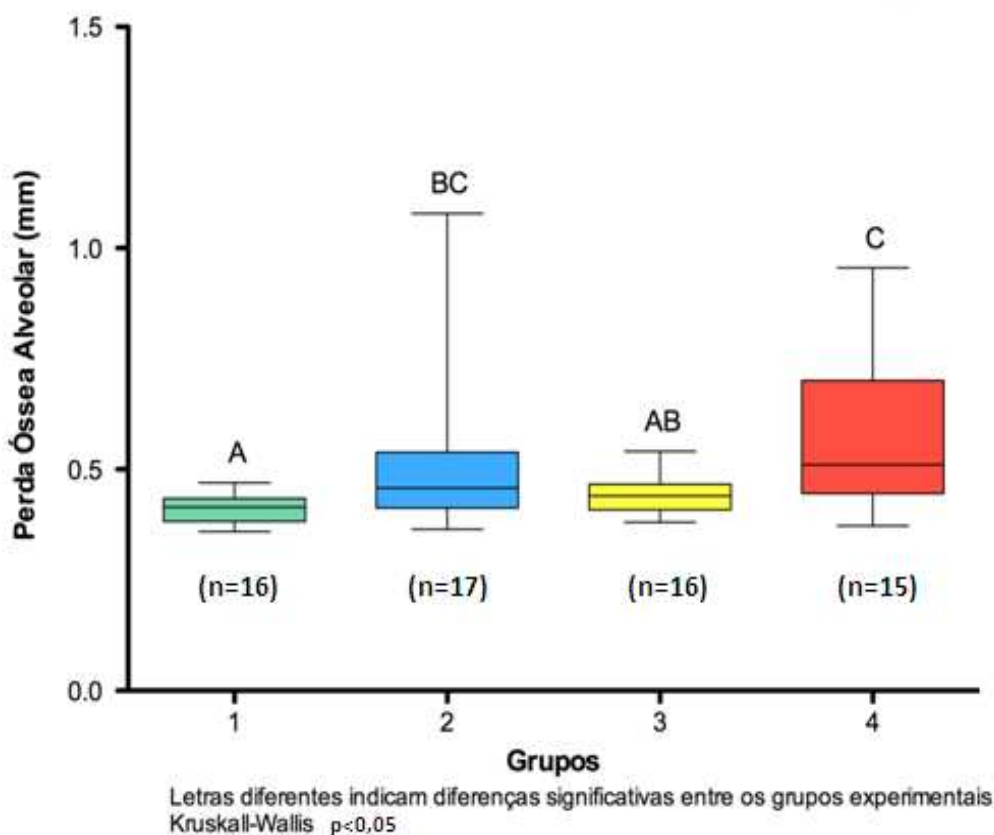 1.5
1.0
0.5
0.0
Perda Óssea Alveolar (mm)
A
BC
AB
C
(n=16)
(n=17)
(n=16)
(n=15)
1
2
3
4
Grupos
Letras diferentes indicam diferenças significativas entre os grupos experimentais
Kruskall-Wallis p<0,05